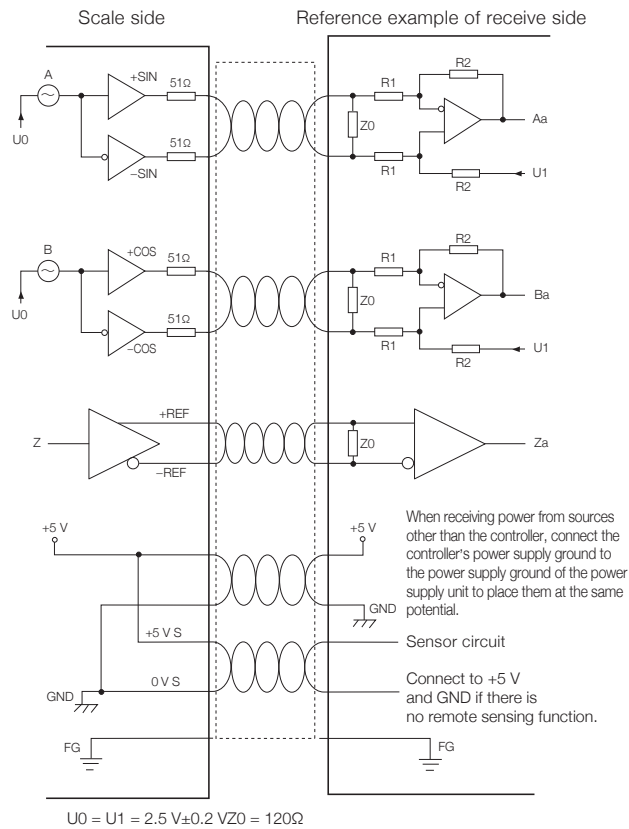 Scale side
Reference example of receive side
A
+SIN
51Ω
U0
51Ω
–SIN
R1
R2
Z0
Aa
R1
U1
R2
B
+COS
51Ω
U0
51Ω
–COS
R1
R2
Z0
Ba
R1
U1
R2
Z
+REF
–REF
Z0
Za
+5 V
+5 V
When receiving power from sources
other than the controller, connect the
controller's power supply ground to
the power supply ground of the power
supply unit to place them at the same
potential.
GND
+5 V S
Sensor circuit
0 V S
GND
Connect to +5 V
and GND if there is
no remote sensing function.
FG
FG
U0 = U1 = 2.5 V±0.2 VZ0 = 120Ω